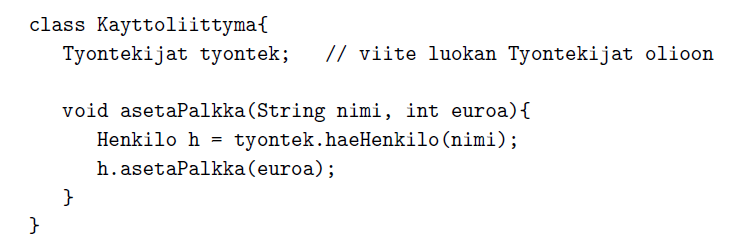 class Kayttoliittyma{
   Tyontekijat tyontek;   // viite luokan Tyontekijat olioon

   void asetaPalkka(String nimi, int euroa){
      Henkilo h = tyontek.haeHenkilo(nimi);
      h.asetaPalkka(euroa);
   }
}